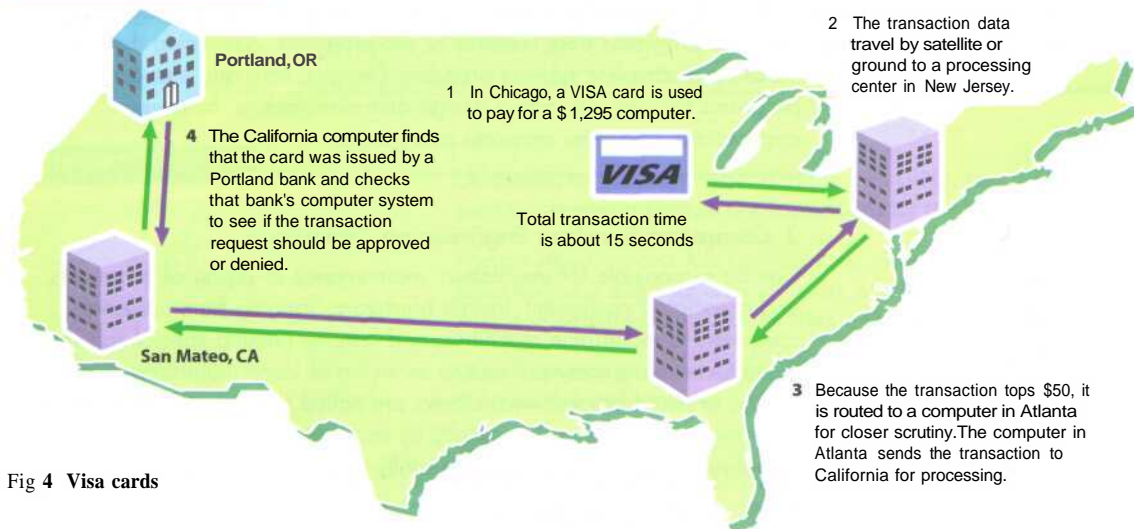 Portland, OR
1 In Chicago, a VISA card is used
to pay for a $1,295 computer.
2 The transaction data
travel by satellite or
ground to a processing
center in New Jersey.
VISA
4 The California computer finds
that the card was issued by a
Portland bank and checks
that bank's computer system
to see if the transaction
request should be approved
or denied.
Total transaction time
is about 15 seconds
San Mateo, CA
3 Because the transaction tops $50, it
is routed to a computer in Atlanta
for closer scrutiny. The computer in
Atlanta sends the transaction to
California for processing.
Fig 4 Visa cards